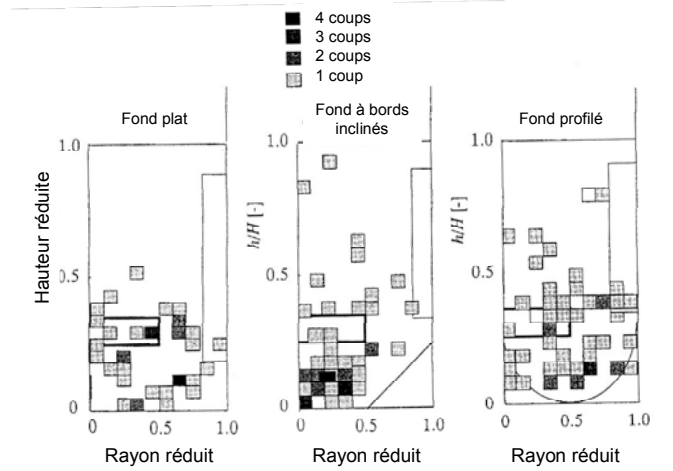 4 coups
3 coups
2 coups
1 coup
Fond plat
Fond à bords
inclinés
Fond profilé
1.0
0.5
0
Hauteur réduite
0
0.5
1.0
Rayon réduit
1.0
0.5
0
h/H [-]
0
0.5
1.0
Rayon réduit
1.0
0.5
0
h/H [-]
0
0.5
1.0
Rayon réduit